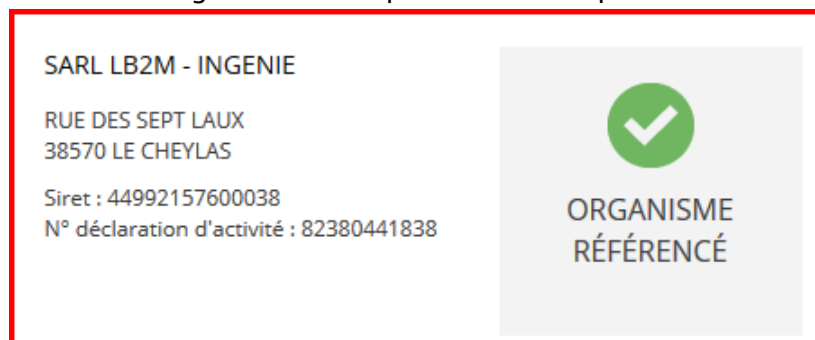 SARL LB2M - INGENIE
RUE DES SEPT LAUX
38570 LE CHEYLAS
Siret : 44992157600038
N° déclaration d'activité : 82380441838
ORGANISME
RÉFÉRENCÉ